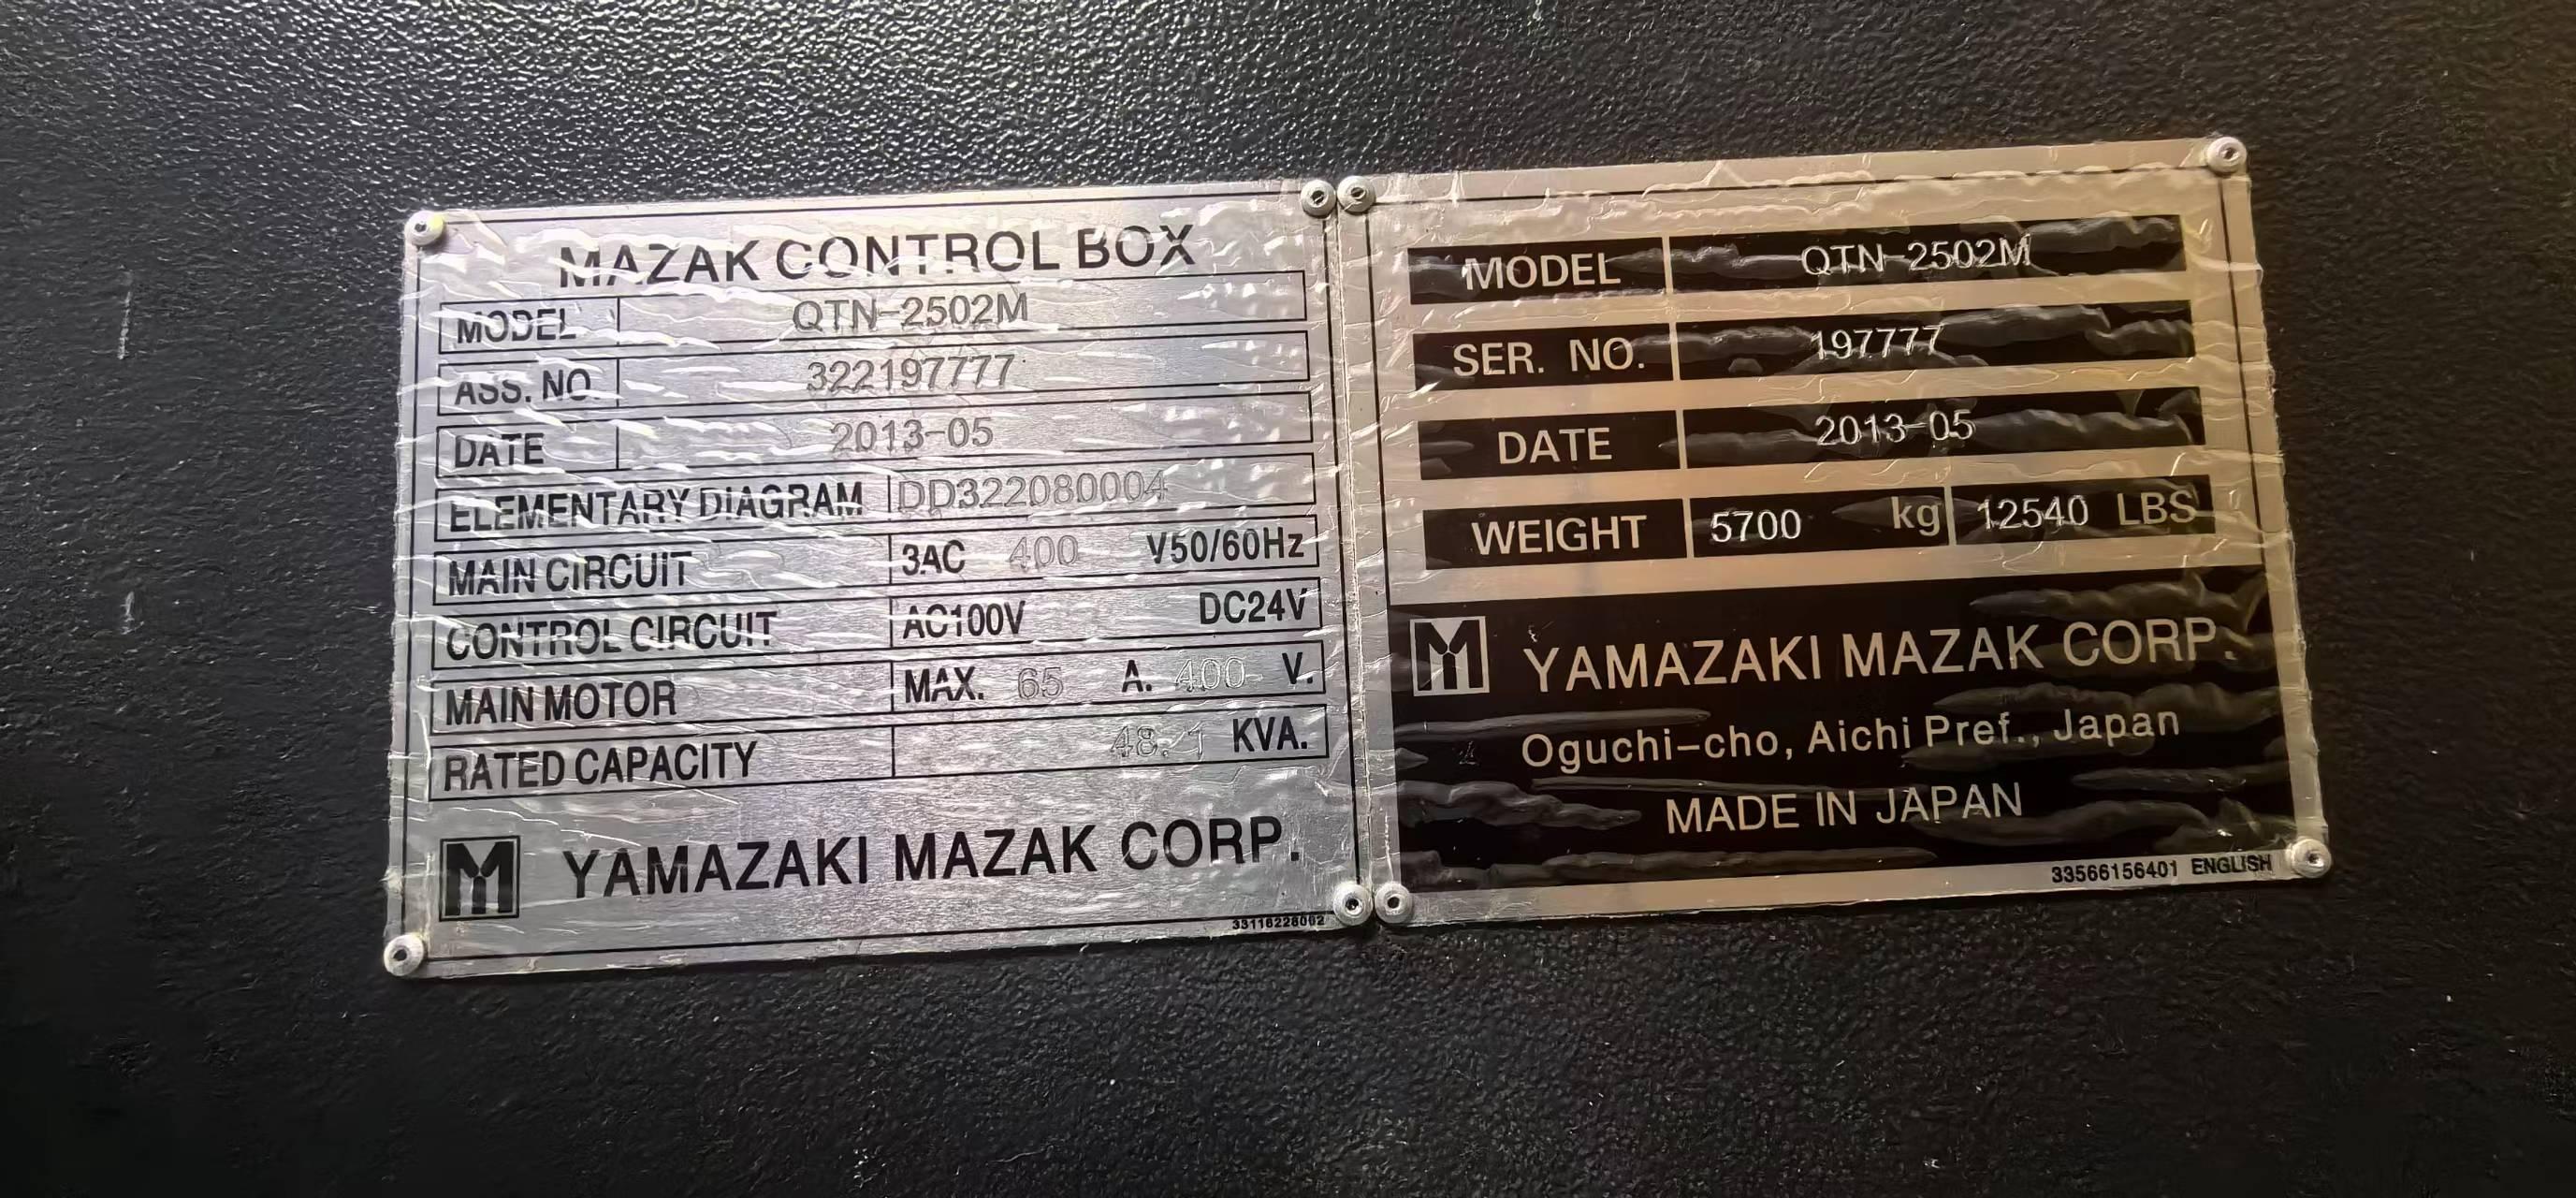 MAZAK CONTROL BOX
MODEL QTN-2502M
ASS. NO. 322197777
DATE 2013-05
ELEMENTARY DIAGRAM DD322080004
MAIN CIRCUIT 3AC 400 V50/60Hz
CONTROL CIRCUIT AC100V DC24V
MAIN MOTOR MAX. 65 A. 400 V.
RATED CAPACITY 48.1 KVA.
M YAMAZAKI MAZAK CORP.
MODEL QTN-2502M
SER. NO. 197777
DATE 2013-05
WEIGHT 5700 kg 12540 LBS
M YAMAZAKI MAZAK CORP.
Oguchi-cho, Aichi Pref., Japan
MADE IN JAPAN
33566156401 ENGLISH